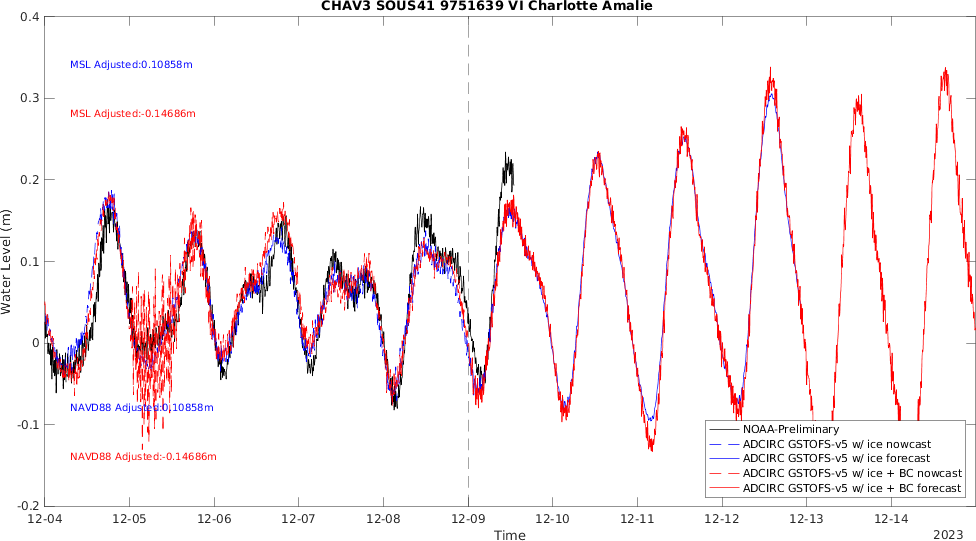 CHAV3 SOUS41 9751639 VI Charlotte Amalie
0.4
0.3
0.2
0.1
0
-0.1
-0.2
Water Level (m)
MSL Adjusted:0.10858m
MSL Adjusted:-0.14686m
NAVD88 Adjusted:0.10858m
NAVD88 Adjusted:-0.14686m
NOAA-Preliminary
ADCIRC GSTOFS-v5 w/ ice nowcast
ADCIRC GSTOFS-v5 w/ ice forecast
ADCIRC GSTOFS-v5 w/ ice + BC nowcast
ADCIRC GSTOFS-v5 w/ ice + BC forecast
12-04 12-05 12-06 12-07 12-08 12-09 12-10 12-11 12-12 12-13 12-14
Time
2023